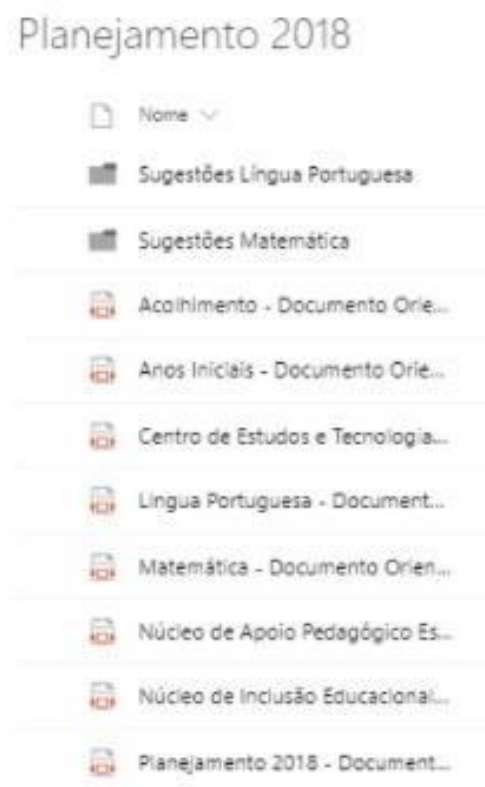 Planejamento 2018
Nome
Sugestões Língua Portuguesa
Sugestões Matemática
Acolhimento - Documento Orie...
Anos Iniciais - Documento Orie...
Centro de Estudos e Tecnologia...
Língua Portuguesa - Document...
Matemática - Documento Orien...
Núcleo de Apoio Pedagógico Es...
Núcleo de Inclusão Educacional...
Planejamento 2018 - Document...